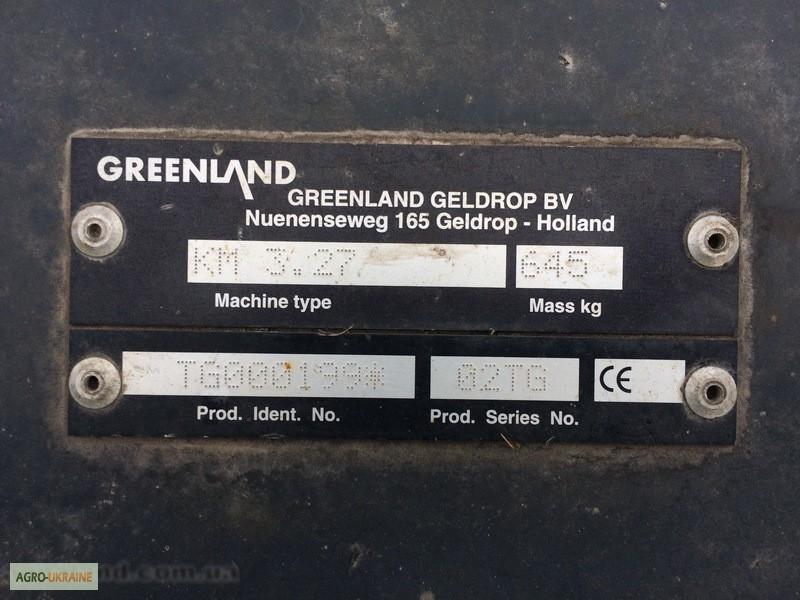 GREENLAND
GREENLAND GELDROP BV
Nuenenseweg 165 Geldrop - Holland
KM 3.27 645
Machine type Mass kg
TG000199* 02TG CE
Prod. Ident. No. Prod. Series No.
AGRO-UKRAINE